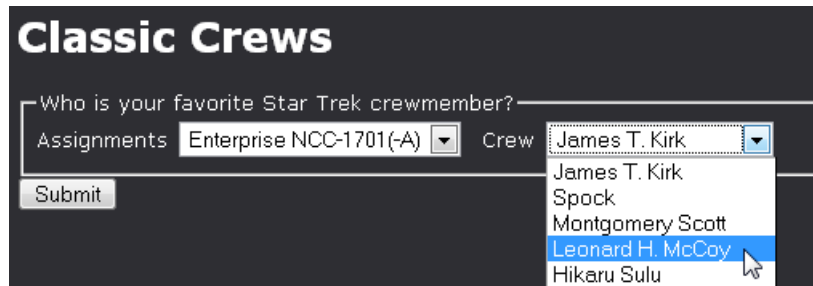 Classic Crews
Who is your favorite Star Trek crewmember?
Assignments Enterprise NCC-1701(-A) Crew James T. Kirk
James T. Kirk
Submit
Spock
Montgomery Scott
Leonard H. McCoy
Hikaru Sulu